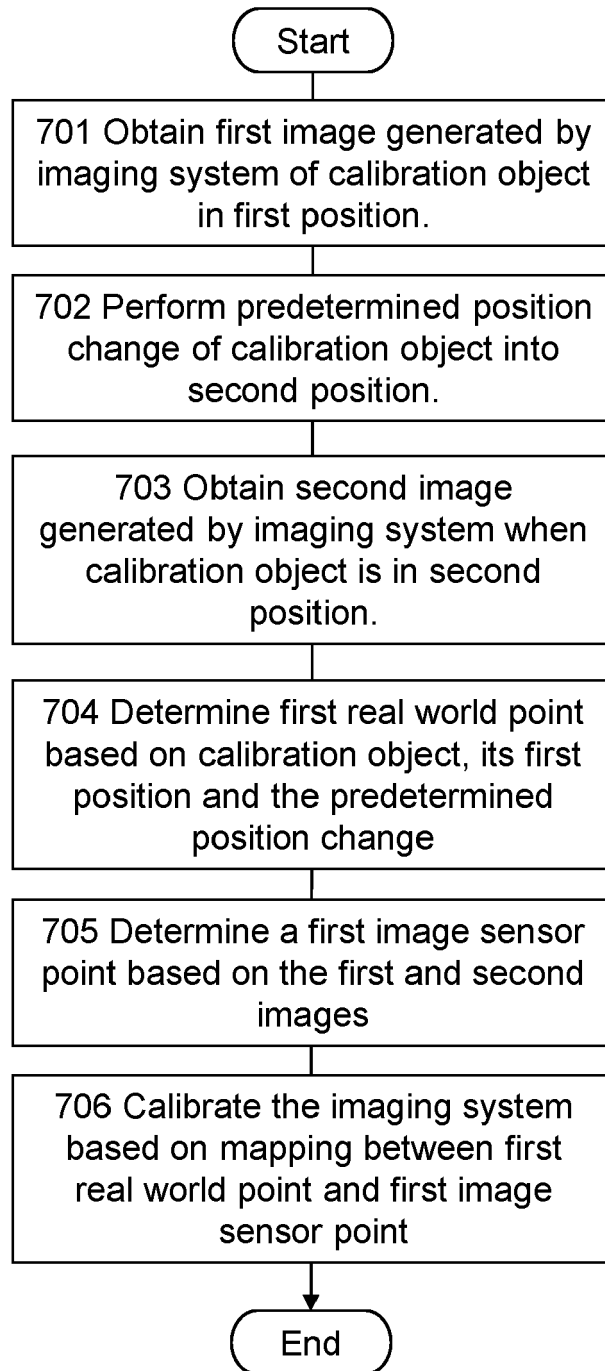 Start
701 Obtain first image generated by
imaging system of calibration object
in first position.
702 Perform predetermined position
change of calibration object into
second position.
703 Obtain second image
generated by imaging system when
calibration object is in second
position.
704 Determine first real world point
based on calibration object, its first
position and the predetermined
position change
705 Determine a first image sensor
point based on the first and second
images
706 Calibrate the imaging system
based on mapping between first
real world point and first image
sensor point
End